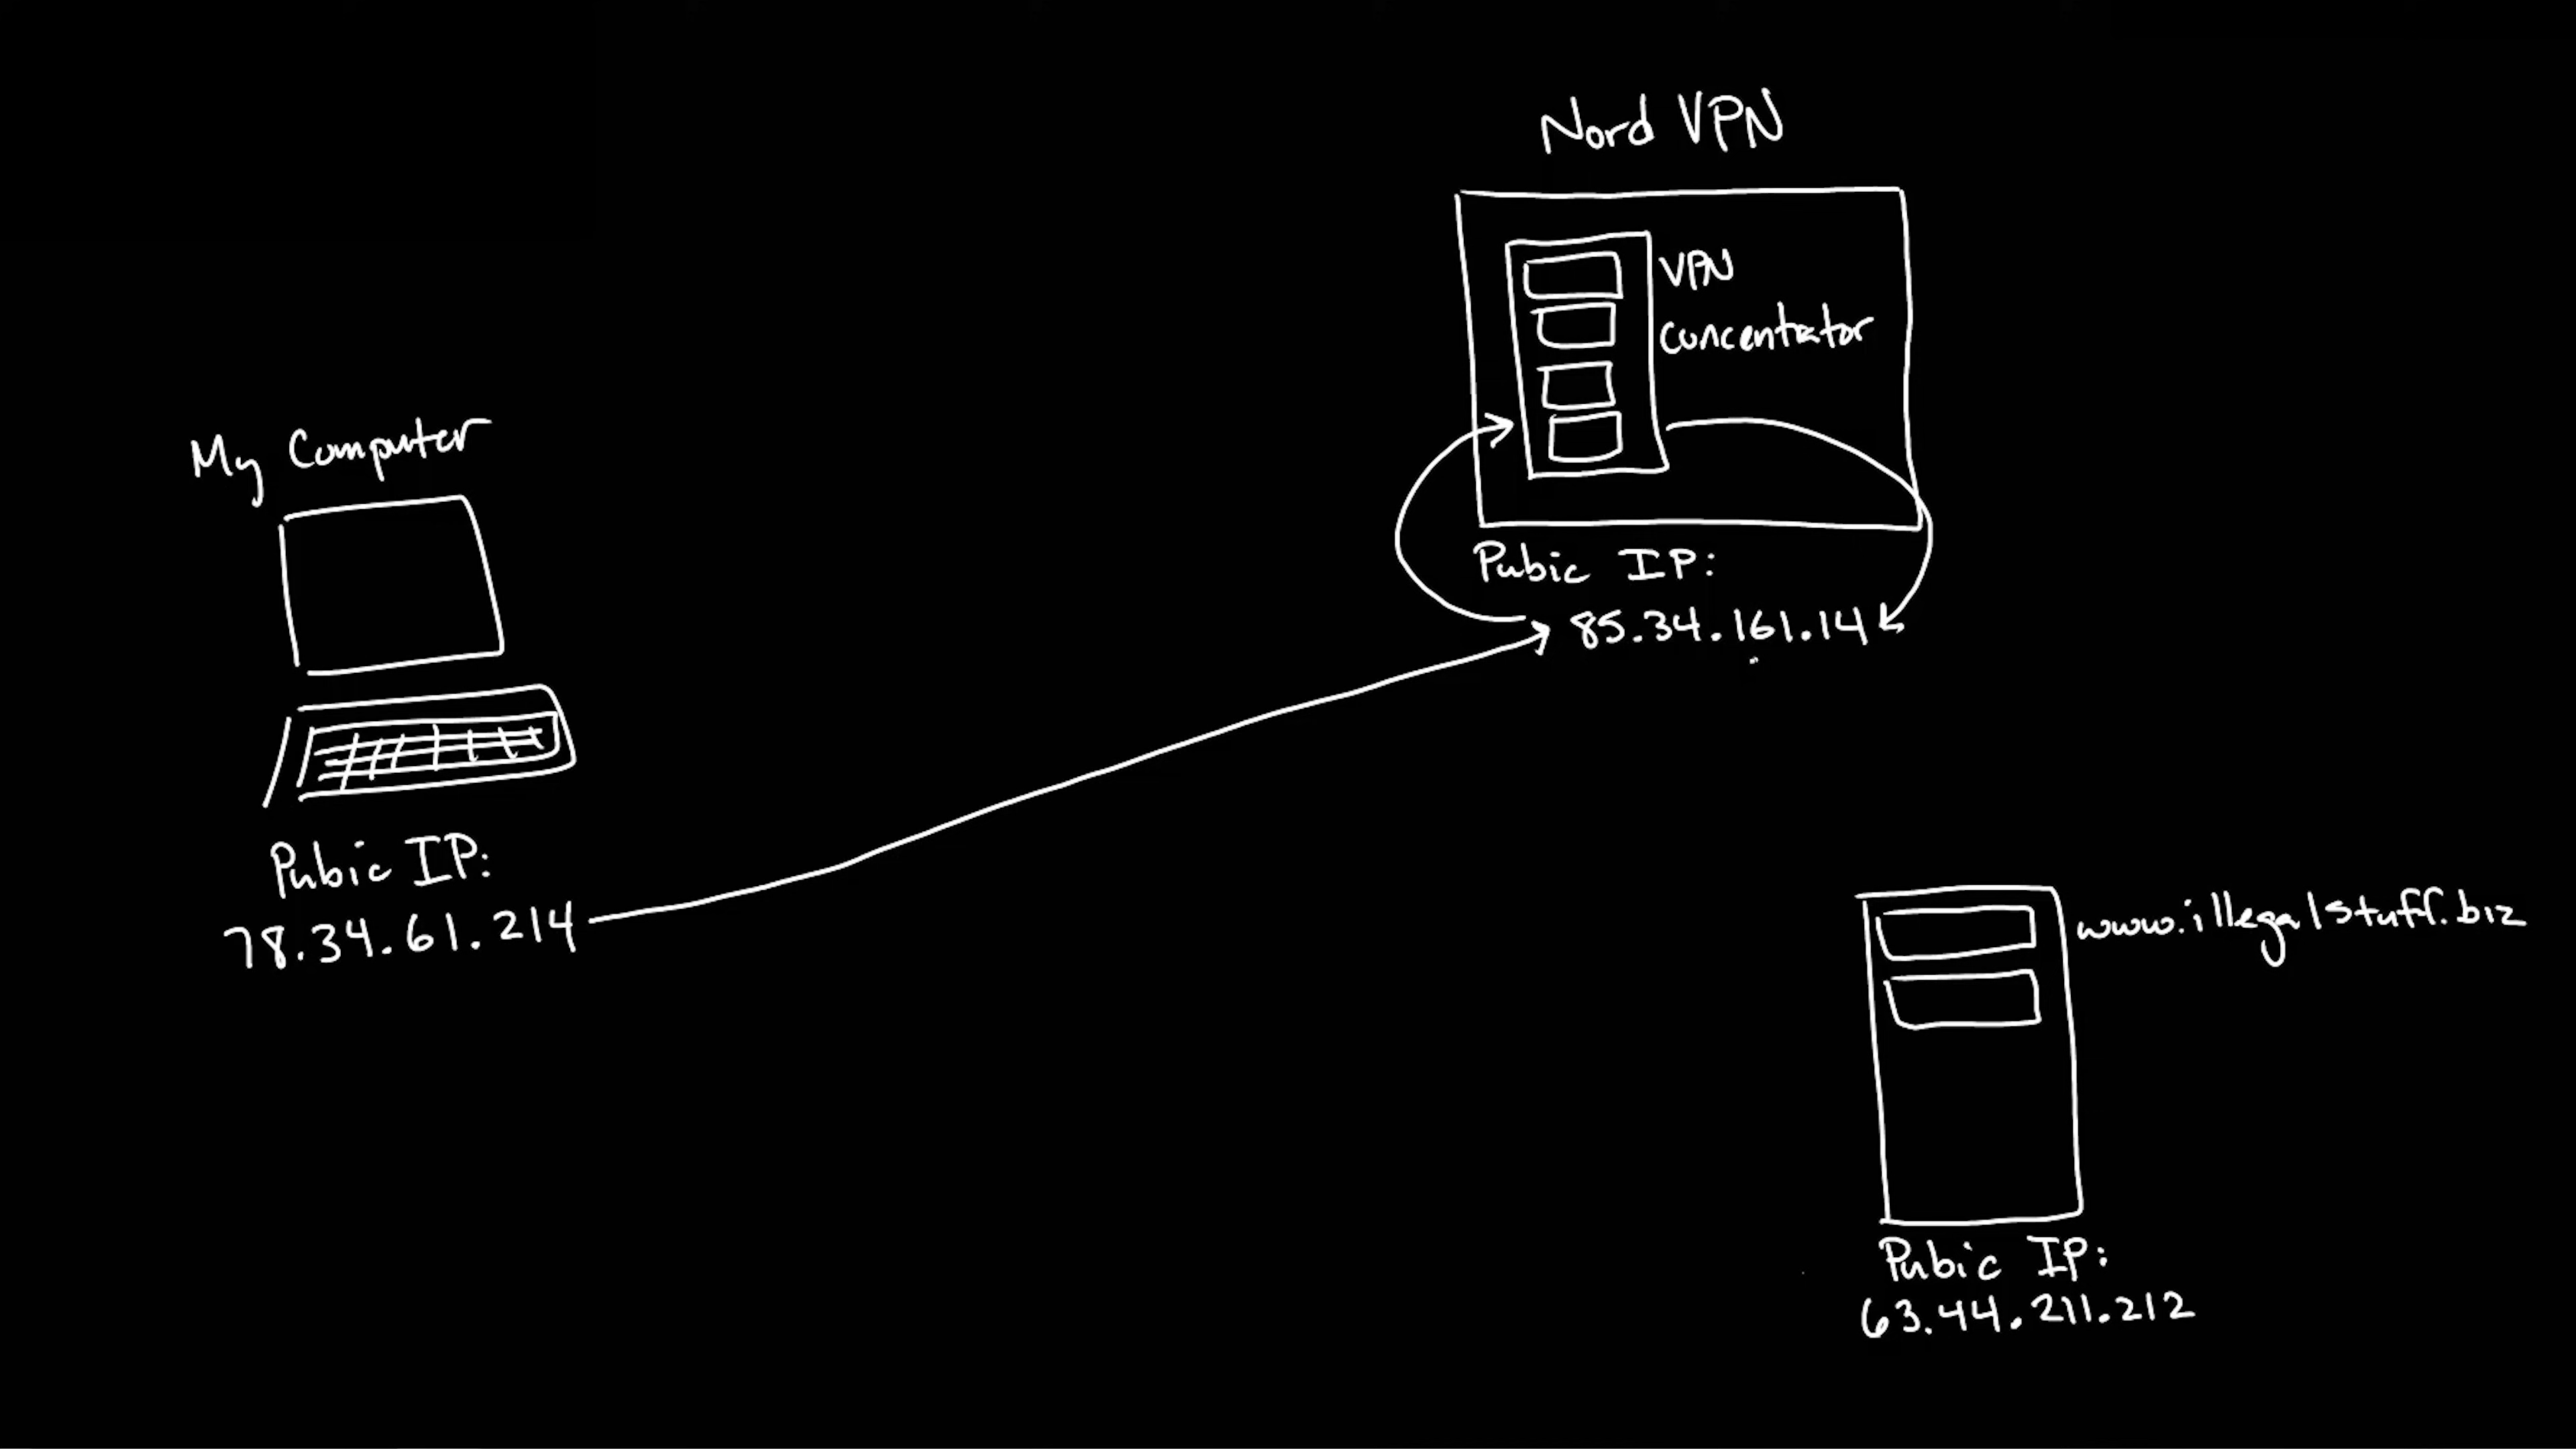 Nord VPN
VPN
concentrator
Pubic IP:
85.34.161.14
My Computer
Pubic IP:
78.34.61.214
www.illegalstuff.biz
Pubic IP:
63.44.211.212